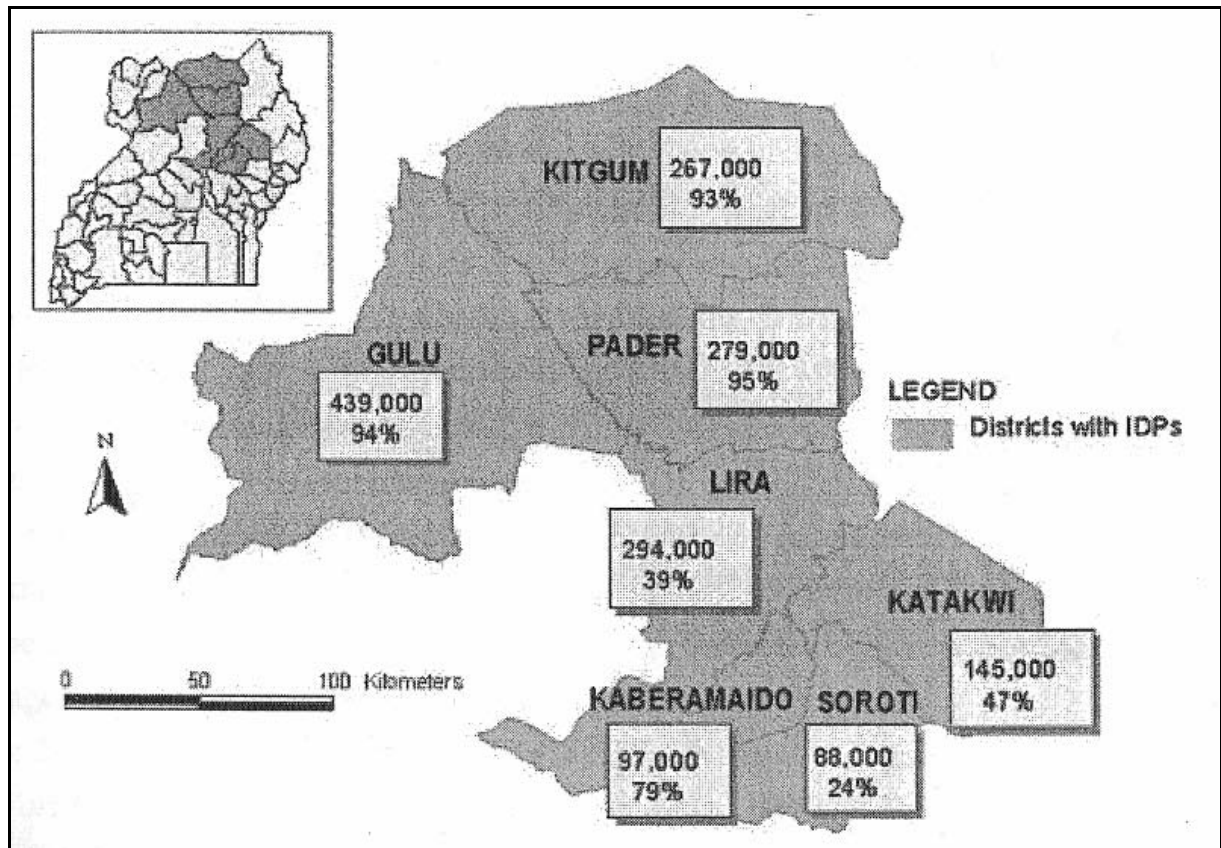 KITGUM
267,000
93%
PADER
279,000
95%
GULU
439,000
94%
LEGEND
Districts with IDPs
N
LIRA
294,000
39%
KATAKWI
145,000
47%
0 50 100 Kilometers
KABERAMAIDO
97,000
79%
SOROTI
88,000
24%